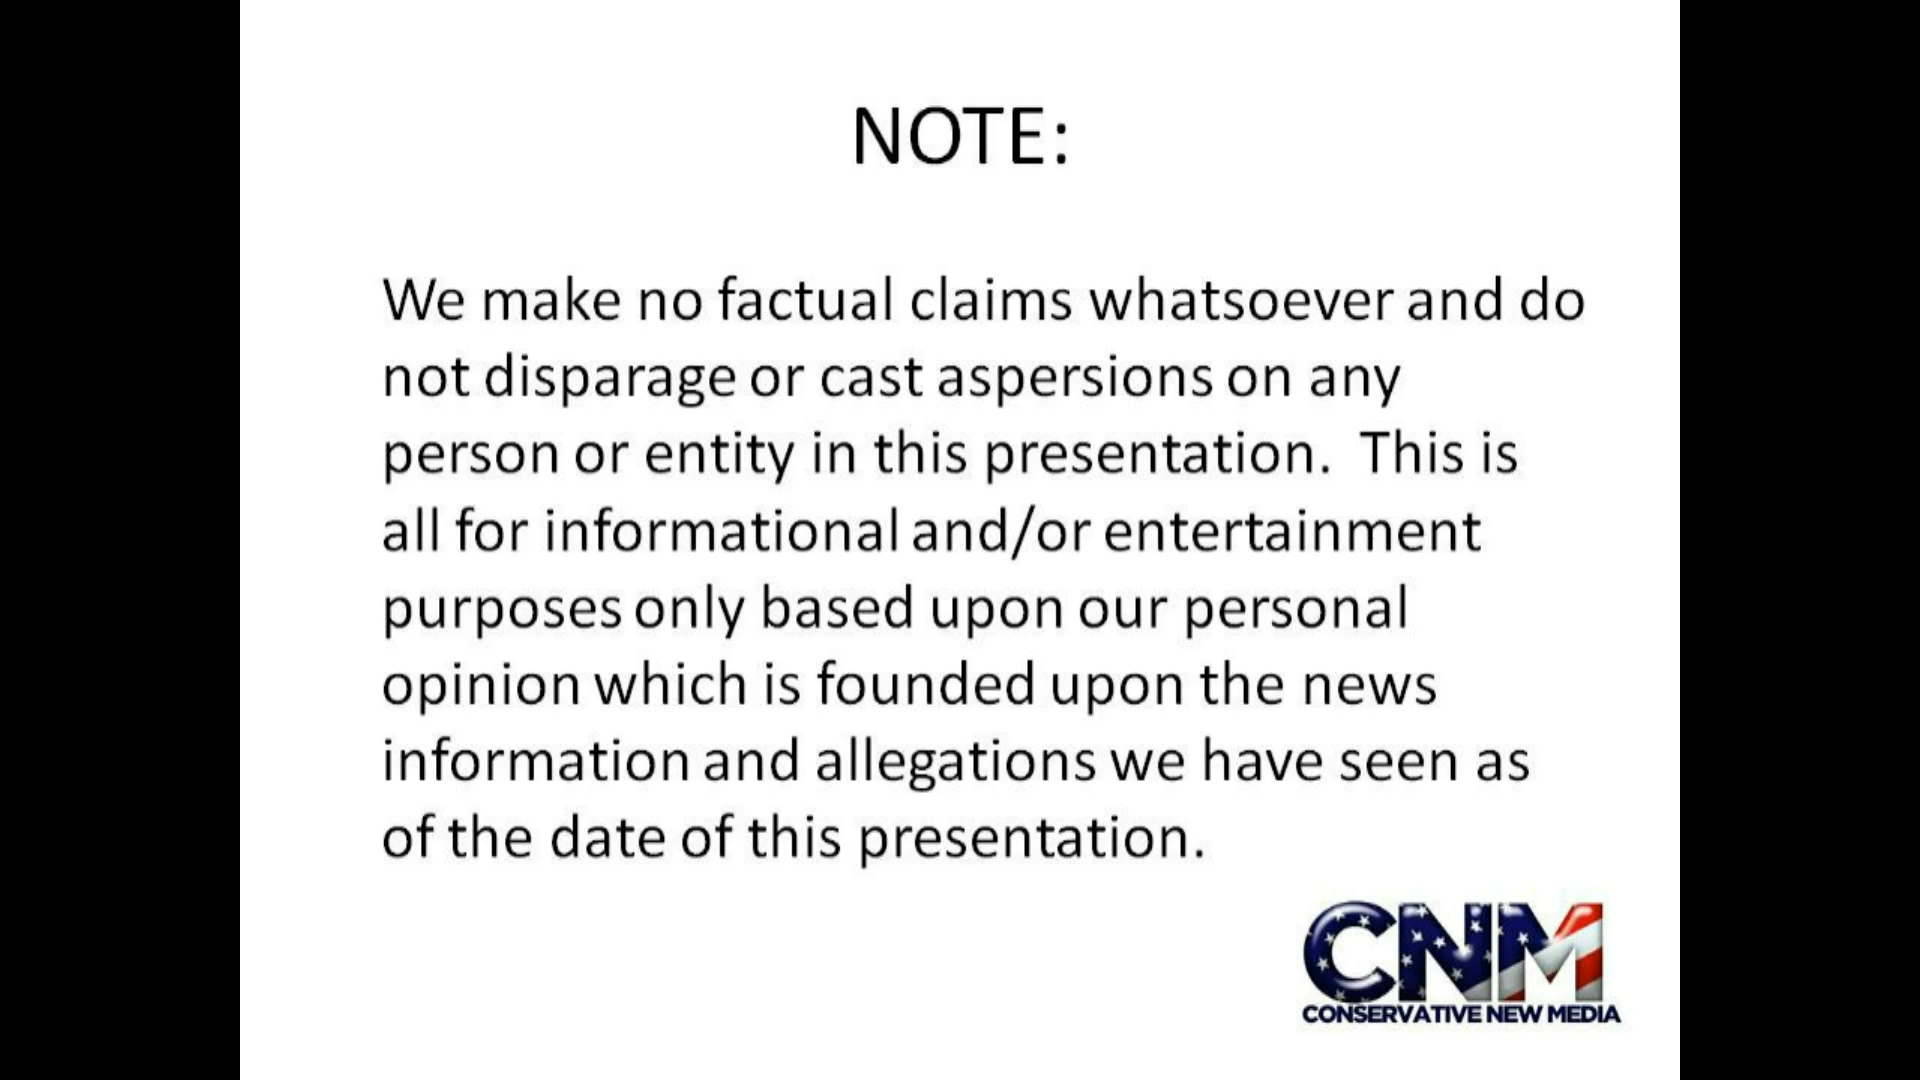 NOTE:
We make no factual claims whatsoever and do
not disparage or cast aspersions on any
person or entity in this presentation.  This is
all for informational and/or entertainment
purposes only based upon our personal
opinion which is founded upon the news
information and allegations we have seen as
of the date of this presentation.
CNM
CONSERVATIVE NEW MEDIA